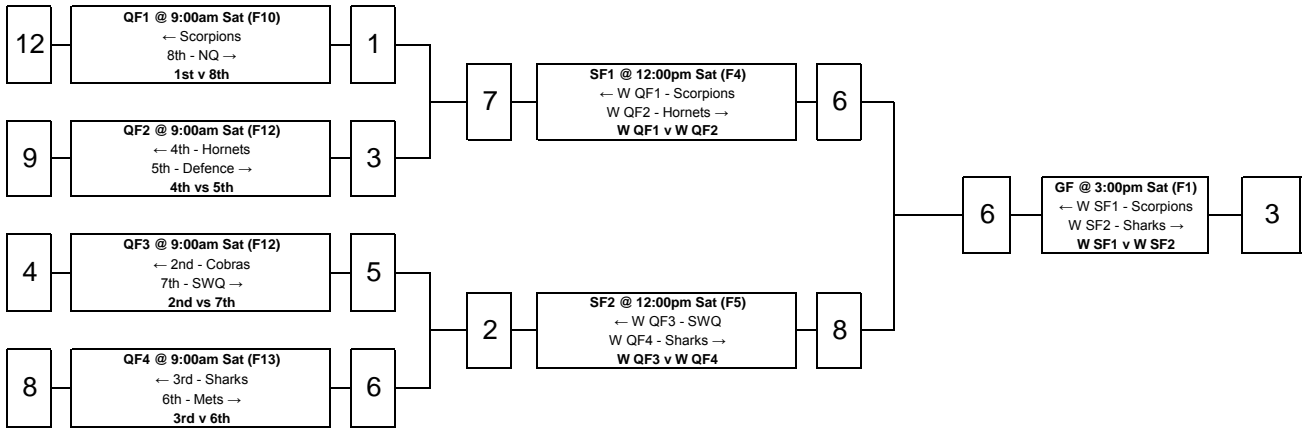 12
QF1 @ 9:00am Sat (F10)
← Scorpions
8th - NQ →
1st v 8th
1
9
QF2 @ 9:00am Sat (F12)
← 4th - Hornets
5th - Defence →
4th vs 5th
3
7
SF1 @ 12:00pm Sat (F4)
← W QF1 - Scorpions
W QF2 - Hornets →
W QF1 v W QF2
6
4
QF3 @ 9:00am Sat (F12)
← 2nd - Cobras
7th - SWQ →
2nd vs 7th
5
8
QF4 @ 9:00am Sat (F13)
← 3rd - Sharks
6th - Mets →
3rd v 6th
6
2
SF2 @ 12:00pm Sat (F5)
← W QF3 - SWQ
W QF4 - Sharks →
W QF3 v W QF4
8
6
GF @ 3:00pm Sat (F1)
← W SF1 - Scorpions
W SF2 - Sharks →
W SF1 v W SF2
3